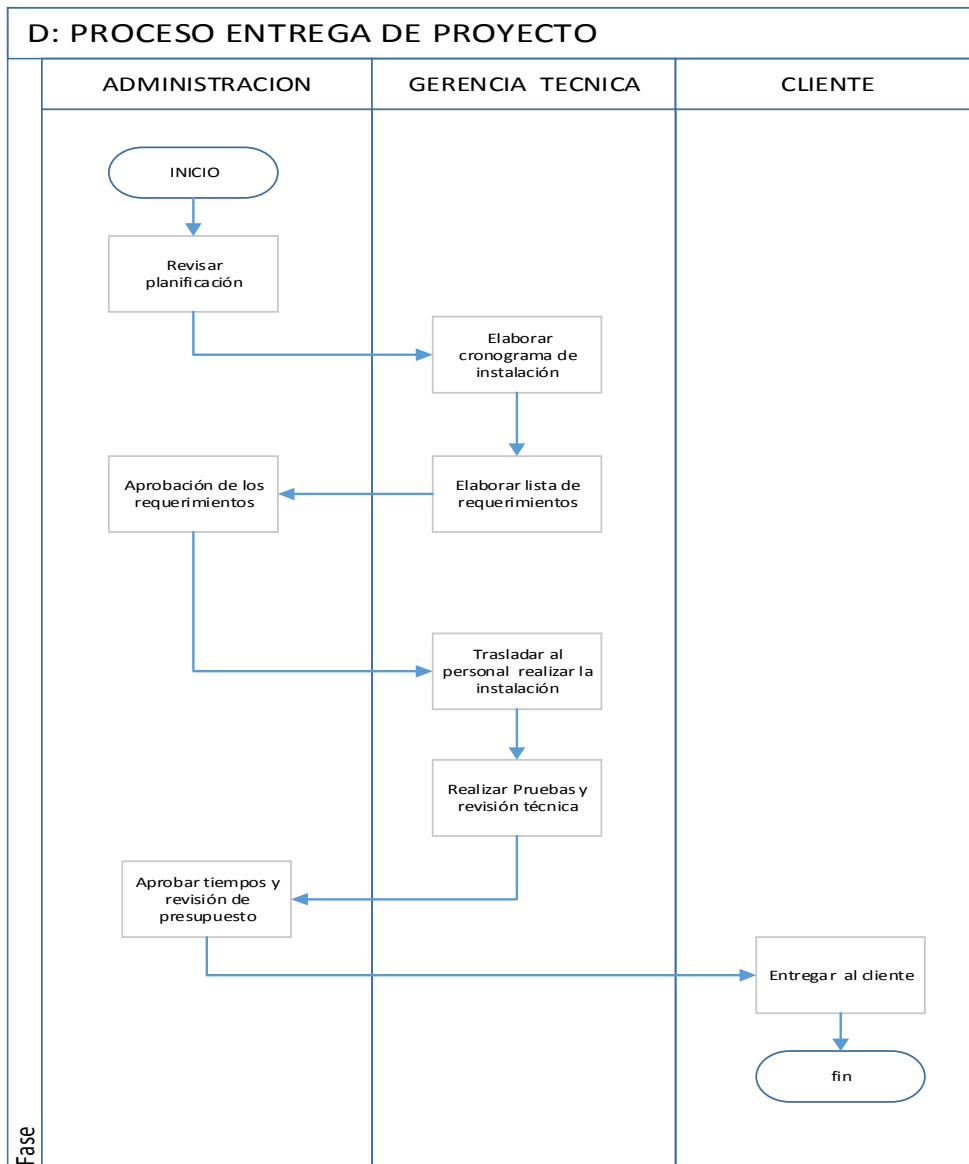 D: PROCESO ENTREGA DE PROYECTO
ADMINISTRACION
GERENCIA TECNICA
CLIENTE
INICIO
Revisar
planificación
Elaborar
cronograma de
instalación
Aprobación de los
requerimientos
Elaborar lista de
requerimientos
Trasladar al
personal realizar la
instalación
Realizar Pruebas y
revisión técnica
Aprobar tiempos y
revisión de
presupuesto
Entregar al cliente
fin
Fase